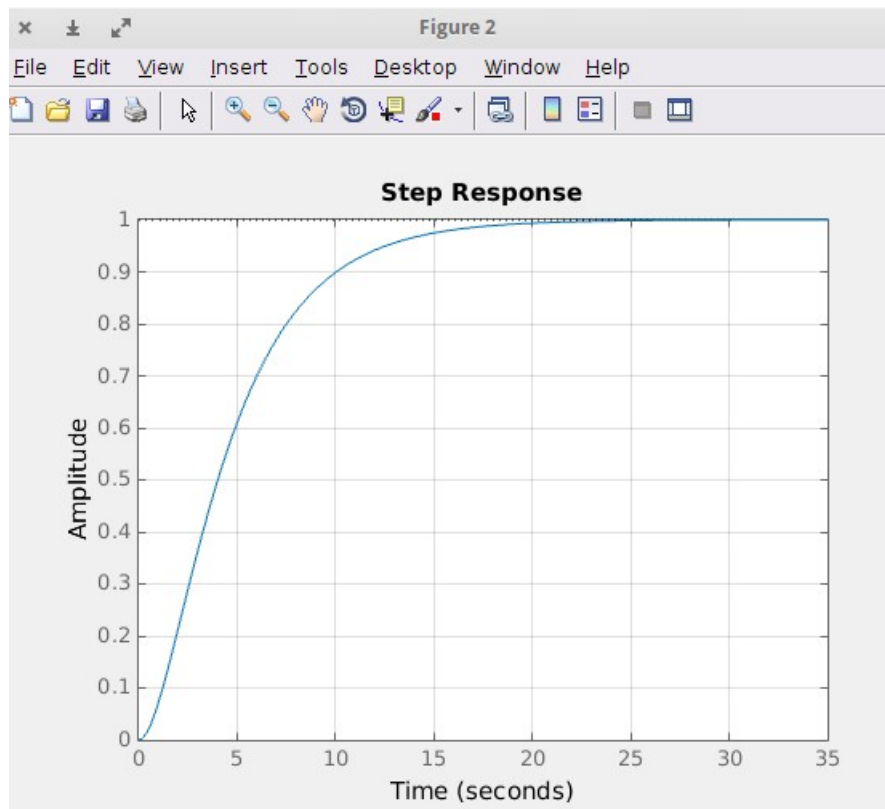 Figure 2
File Edit View Insert Tools Desktop Window Help
Step Response
1
0.9
0.8
0.7
0.6
0.5
0.4
0.3
0.2
0.1
0
Amplitude
0 5 10 15 20 25 30 35
Time (seconds)